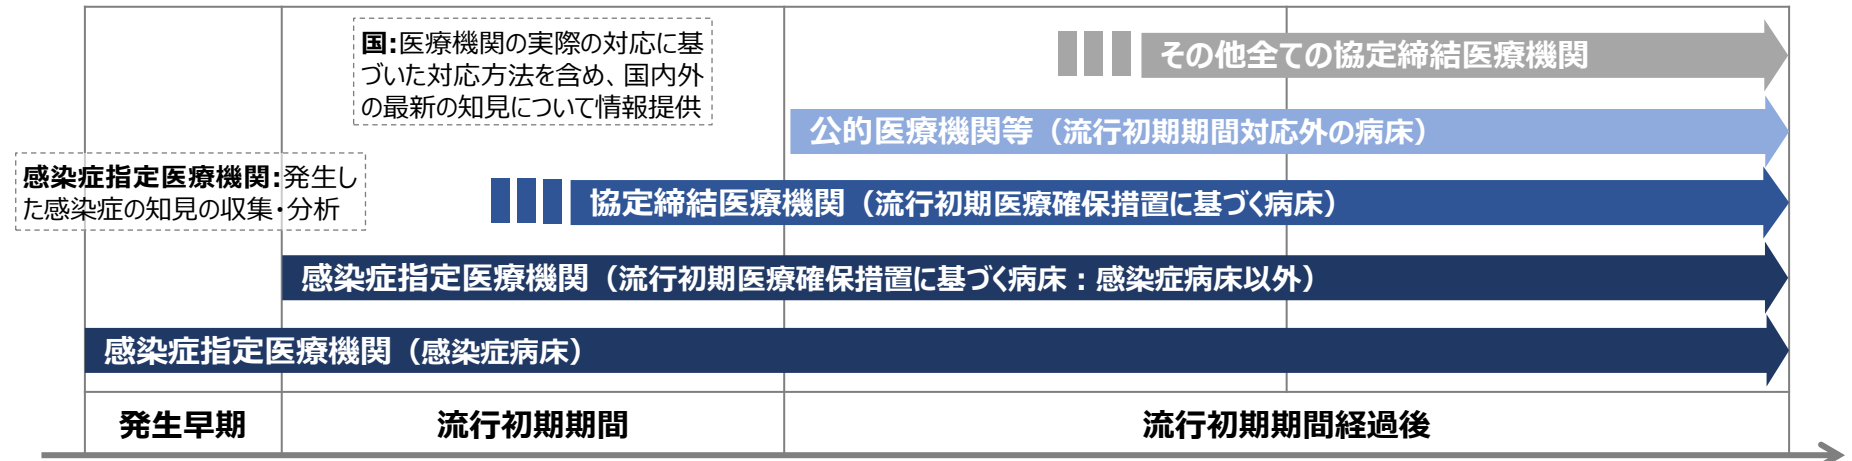 国:医療機関の実際の対応に基
づいた対応方法を含め、国内外
の最新の知見について情報提供
その他全ての協定締結医療機関
公的医療機関等（流行初期期間対応外の病床）
感染症指定医療機関:発生し
た感染症の知見の収集・分析
協定締結医療機関（流行初期医療確保措置に基づく病床）
感染症指定医療機関（流行初期医療確保措置に基づく病床：感染症病床以外）
感染症指定医療機関（感染症病床）
発生早期
流行初期期間
流行初期期間経過後